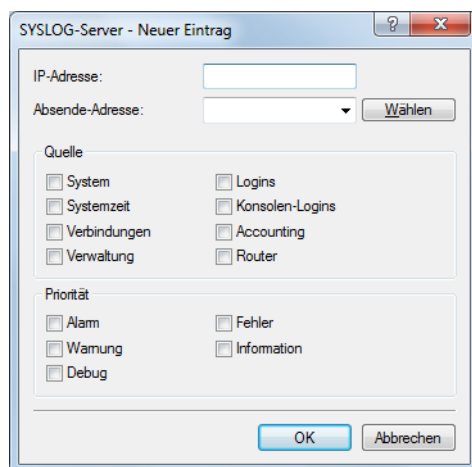 SYSLOG-Server - Neuer Eintrag
IP-Adresse:
Absende-Adresse:
Wählen
Quelle
System
Logins
Systemzeit
Konsolen-Logins
Verbindungen
Accounting
Verwaltung
Router
Priorität
Alarm
Fehler
Warnung
Information
Debug
OK
Abbrechen